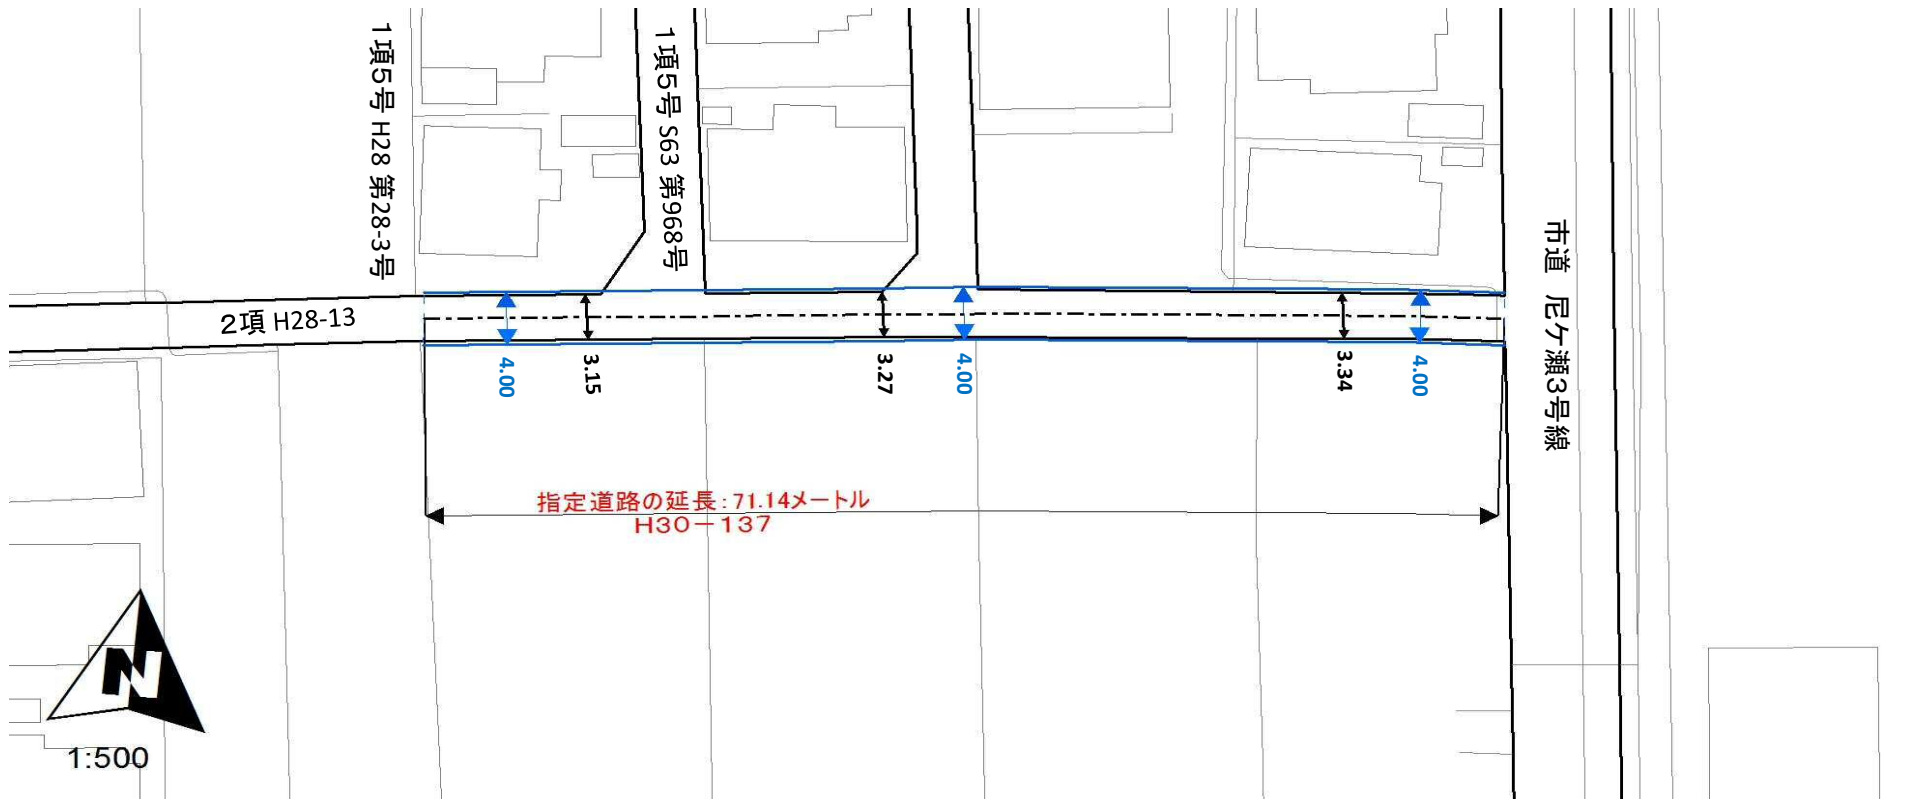 1項5号 H28 第28-3号
1項5号 S63 第968号
市道 尼ケ瀬3号線
2項 H28-13
4.00
3.15
3.27
4.00
3.34
4.00
指定道路の延長:71.14メートル
H30-137
N
1:500